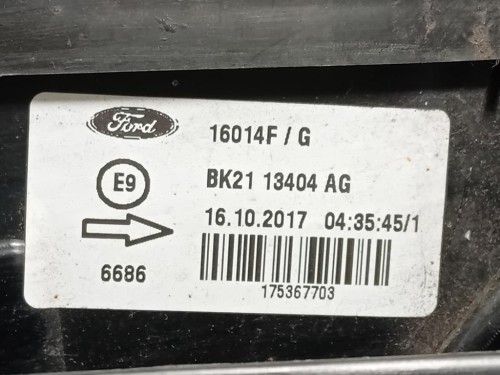 Ford
16014F / G
E9
BK21 13404 AG
16.10.2017 04:35:45/1
6686
175367703